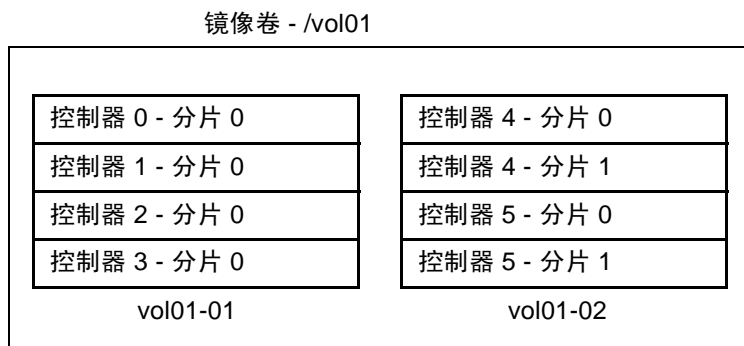 镜像卷 - /vol01
控制器 0 - 分片 0
控制器 1 - 分片 0
控制器 2 - 分片 0
控制器 3 - 分片 0
vol01-01
控制器 4 - 分片 0
控制器 4 - 分片 1
控制器 5 - 分片 0
控制器 5 - 分片 1
vol01-02